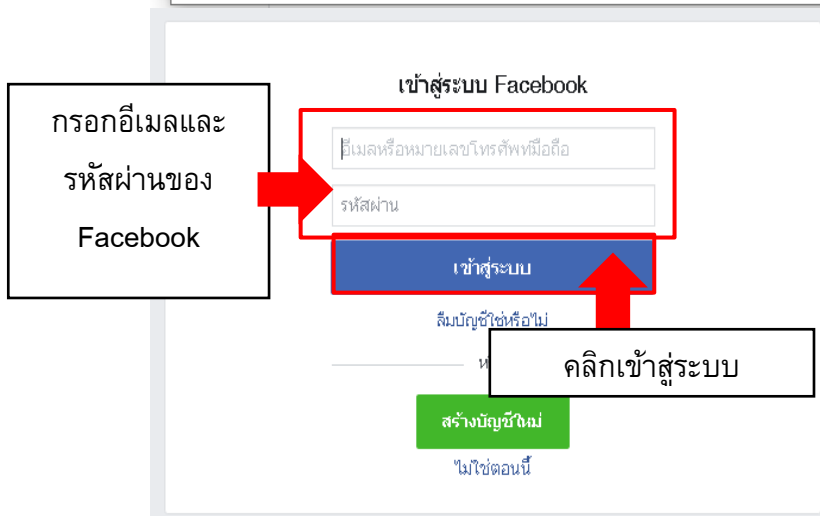 เข้าสู่ระบบ Facebook
กรอกอีเมลและ
รหัสผ่านของ
Facebook
อีเมลหรือหมายเลขโทรศัพท์มือถือ
รหัสผ่าน
เข้าสู่ระบบ
ลืมบัญชีใช่หรือไม่
คลิกเข้าสู่ระบบ
สร้างบัญชีใหม่
ไม่ใช่ตอนนี้